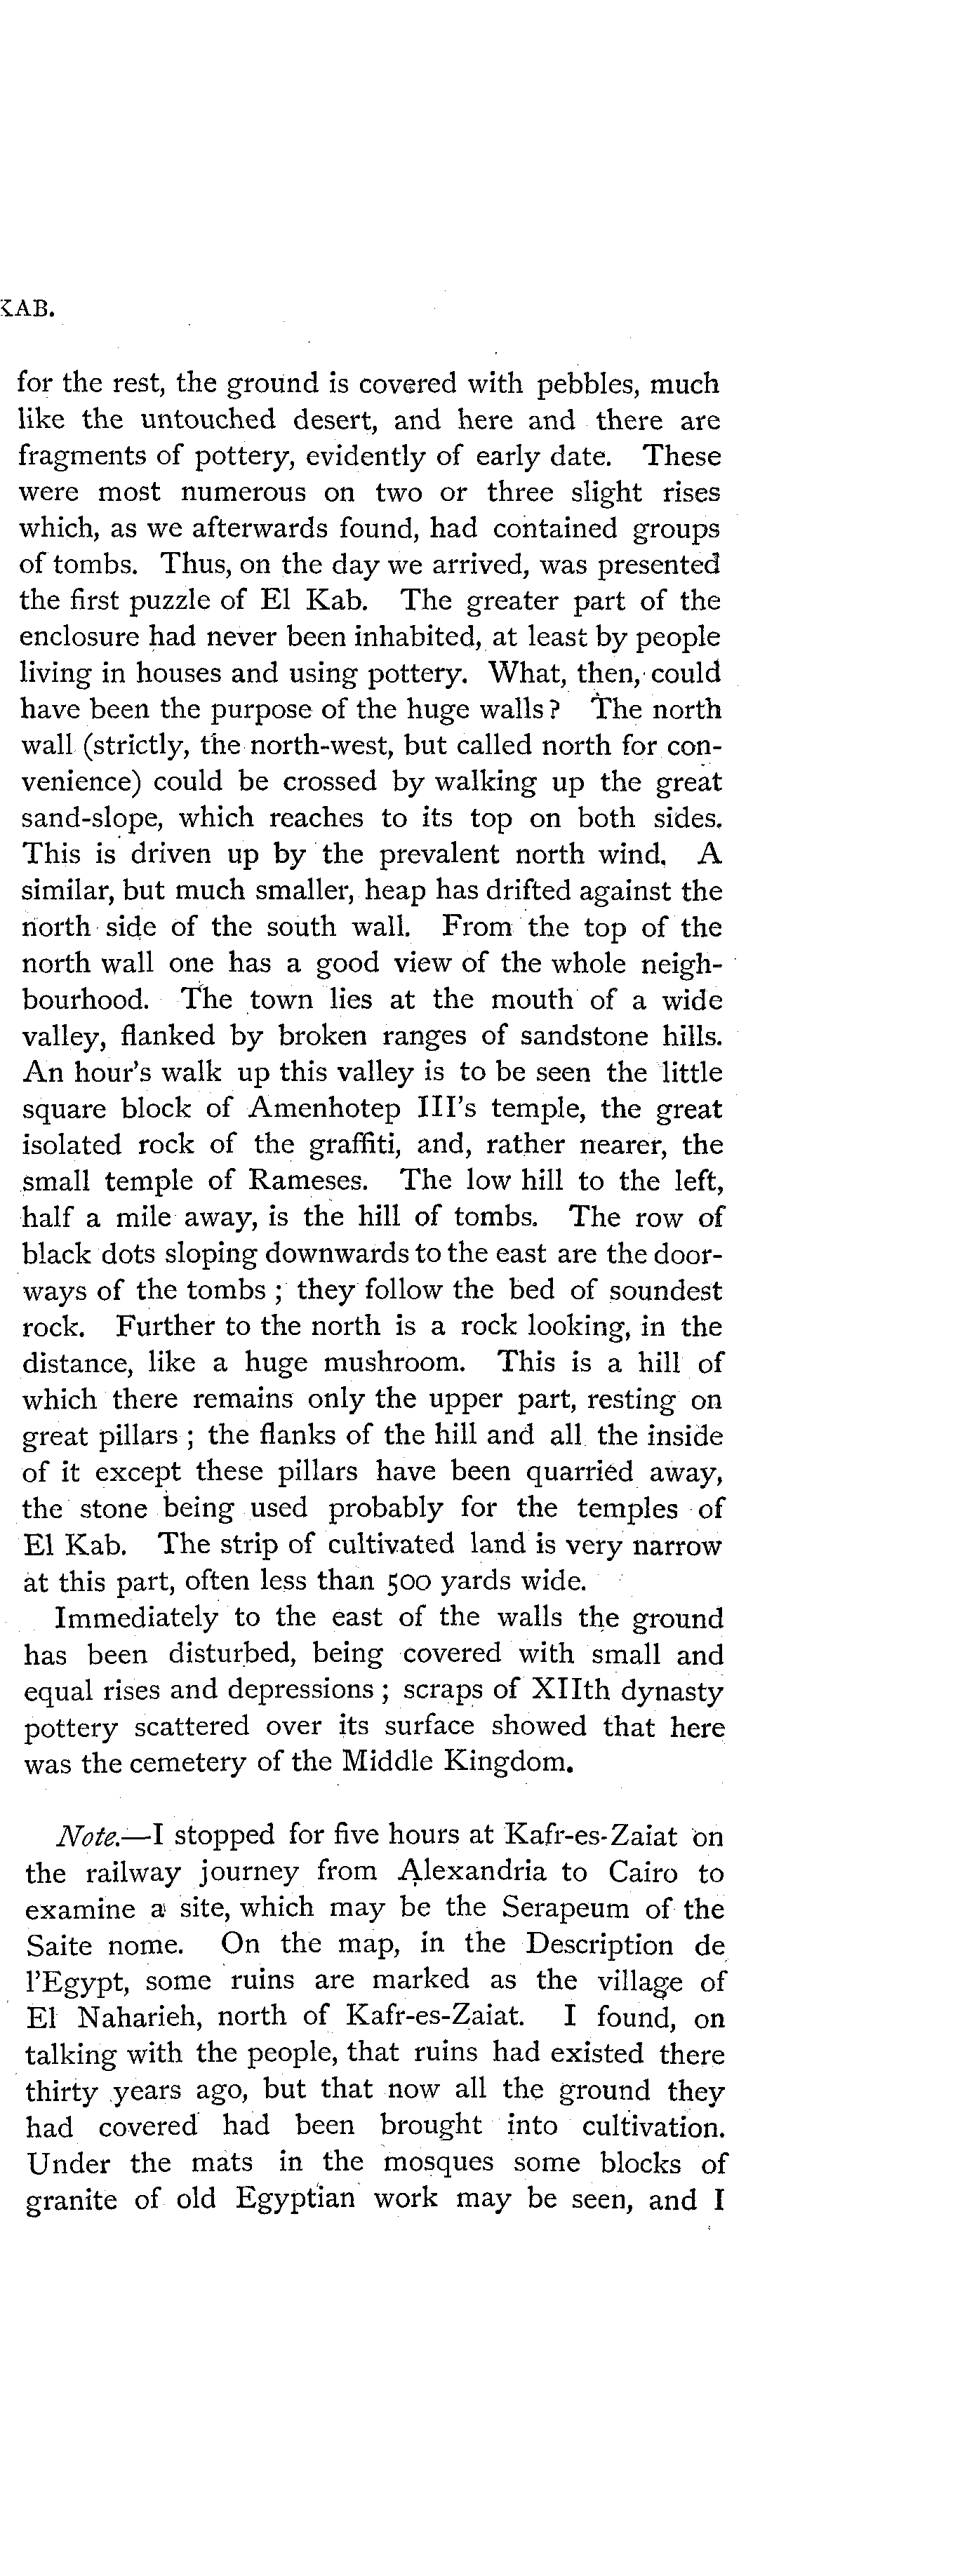 KAB.
for the rest, the ground is covered with pebbles, much
like the untouched desert, and here and there are
fragments of pottery, evidently of early date. These
were most numerous on two or three slight rises
which, as we afterwards found, had contained groups
of tombs. Thus, on the day we arrived, was presented
the first puzzle of El Kab. The greater part of the
enclosure had never been inhabited, at least by people
living in houses and using pottery. What, then, could
have been the purpose of the huge walls? The north
wall (strictly, the north-west, but called north for con-
venience) could be crossed by walking up the great
sand-slope, which reaches to its top on both sides.
This is driven up by the prevalent north wind. A
similar, but much smaller, heap has drifted against the
north side of the south wall. From the top of the
north wall one has a good view of the whole neigh-
bourhood. The town lies at the mouth of a wide
valley, flanked by broken ranges of sandstone hills.
An hour's walk up this valley is to be seen the little
square block of Amenhotep III's temple, the great
isolated rock of the graffiti, and, rather nearer, the
small temple of Rameses. The low hill to the left,
half a mile away, is the hill of tombs. The row of
black dots sloping downwards to the east are the door-
ways of the tombs ; they follow the bed of soundest
rock. Further to the north is a rock looking, in the
distance, like a huge mushroom. This is a hill of
which there remains only the upper part, resting on
great pillars ; the flanks of the hill and all the inside
of it except these pillars have been quarried away,
the stone being used probably for the temples of
El Kab. The strip of cultivated land is very narrow
at this part, often less than 500 yards wide.
Immediately to the east of the walls the ground
has been disturbed, being covered with small and
equal rises and depressions ; scraps of XIIth dynasty
pottery scattered over its surface showed that here
was the cemetery of the Middle Kingdom.
Note.—I stopped for five hours at Kafr-es-Zaiat on
the railway journey from Alexandria to Cairo to
examine a site, which may be the Serapeum of the
Saite nome. On the map, in the Description de
l'Egypt, some ruins are marked as the village of
El Naharieh, north of Kafr-es-Zaiat. I found, on
talking with the people, that ruins had existed there
thirty years ago, but that now all the ground they
had covered had been brought into cultivation.
Under the mats in the mosques some blocks of
granite of old Egyptian work may be seen, and I